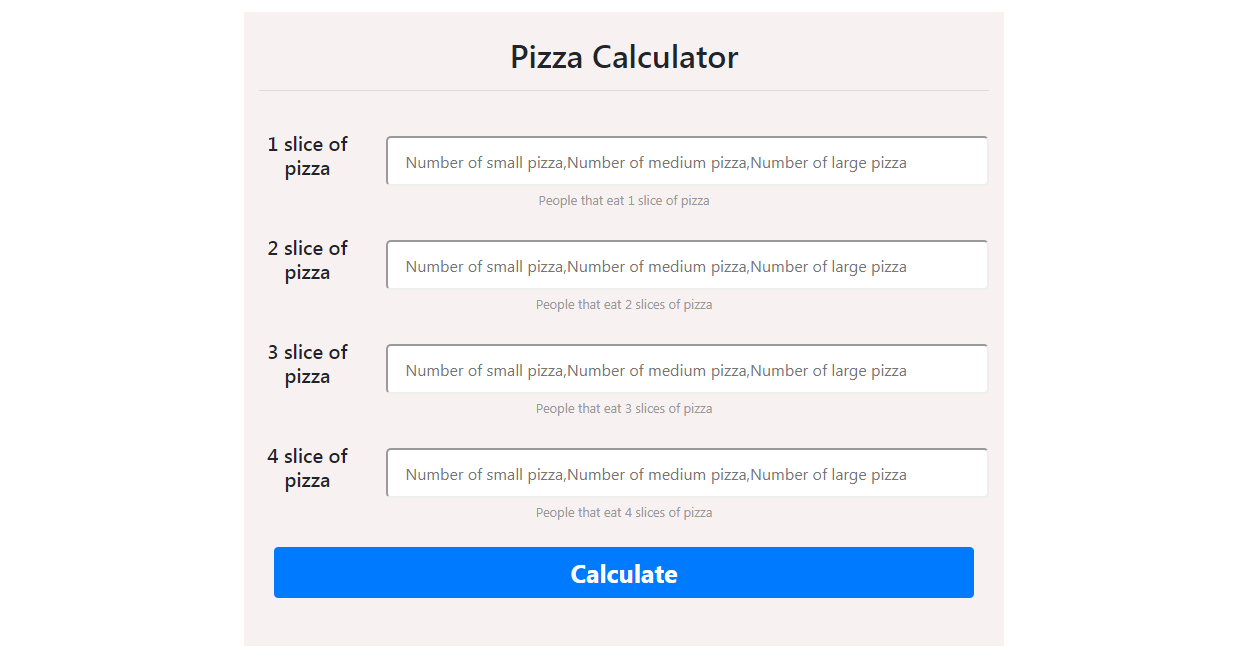 Pizza Calculator
1 slice of
pizza
Number of small pizza,Number of medium pizza,Number of large pizza
People that eat 1 slice of pizza
2 slice of
pizza
Number of small pizza,Number of medium pizza,Number of large pizza
People that eat 2 slices of pizza
3 slice of
pizza
Number of small pizza,Number of medium pizza,Number of large pizza
People that eat 3 slices of pizza
4 slice of
pizza
Number of small pizza,Number of medium pizza,Number of large pizza
People that eat 4 slices of pizza
Calculate